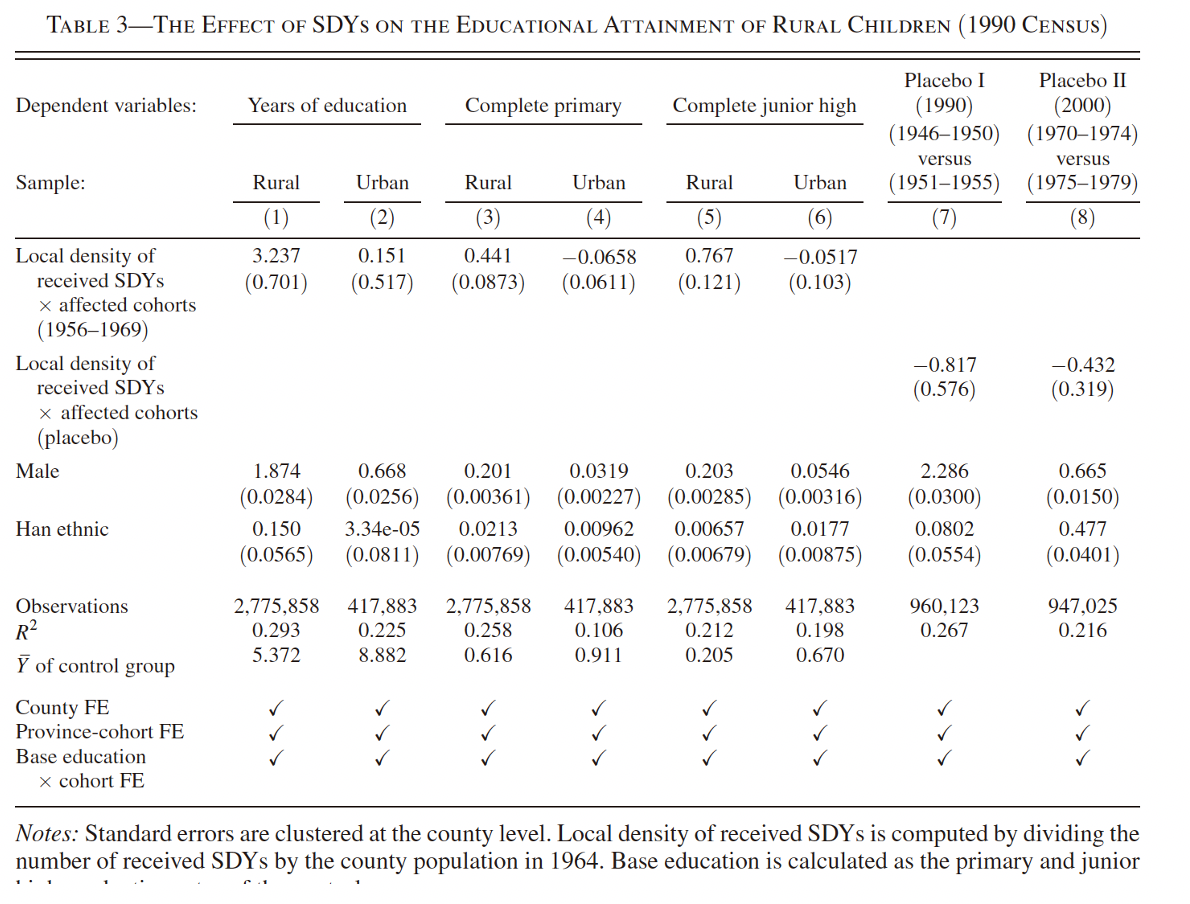 TABLE 3—THE EFFECT OF SDYS ON THE EDUCATIONAL ATTAINMENT OF RURAL CHILDREN (1990 CENSUS)
Dependent variables: Years of education Complete primary Complete junior high Placebo I (1990) (1946–1950) versus (1951–1955) Placebo II (2000) (1970–1974) versus (1975–1979)
Sample: Rural Urban Rural Urban Rural Urban
(1) (2) (3) (4) (5) (6) (7) (8)
Local density of 3.237 0.151 0.441 −0.0658 0.767 −0.0517
received SDYs (0.701) (0.517) (0.0873) (0.0611) (0.121) (0.103)
× affected cohorts
(1956–1969)
Local density of −0.817 −0.432
received SDYs (0.576) (0.319)
× affected cohorts
(placebo)
Male 1.874 0.668 0.201 0.0319 0.203 0.0546 2.286 0.665
(0.0284) (0.0256) (0.00361) (0.00227) (0.00285) (0.00316) (0.0300) (0.0150)
Han ethnic 0.150 3.34e-05 0.0213 0.00962 0.00657 0.0177 0.0802 0.477
(0.0565) (0.0811) (0.00769) (0.00540) (0.00679) (0.00875) (0.0554) (0.0401)
Observations 2,775,858 417,883 2,775,858 417,883 2,775,858 417,883 960,123 947,025
R² 0.293 0.225 0.258 0.106 0.212 0.198 0.267 0.216
Ȳ of control group 5.372 8.882 0.616 0.911 0.205 0.670
County FE ✓ ✓ ✓ ✓ ✓ ✓ ✓ ✓
Province-cohort FE ✓ ✓ ✓ ✓ ✓ ✓ ✓ ✓
Base education ✓ ✓ ✓ ✓ ✓ ✓ ✓ ✓
× cohort FE
Notes: Standard errors are clustered at the county level. Local density of received SDYs is computed by dividing the
number of received SDYs by the county population in 1964. Base education is calculated as the primary and junior